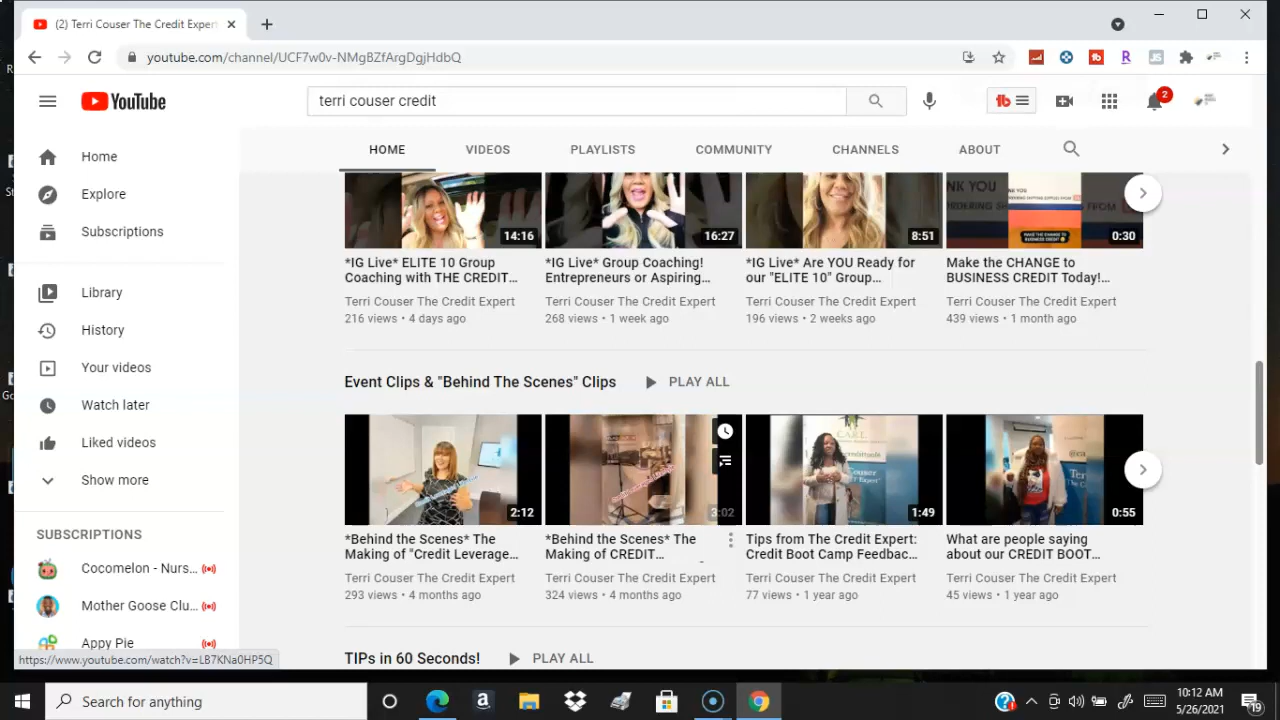 (2) Terri Couser The Credit Expert
youtube.com/channel/UCF7w0v-NMgBZfArgDgjHdbQ
YouTube
terri couser credit
2
HOME VIDEOS PLAYLISTS COMMUNITY CHANNELS ABOUT
Home
Explore
Subscriptions
Library
History
Your videos
Watch later
Liked videos
Show more
SUBSCRIPTIONS
Cocomelon - Nurs...
Mother Goose Clu...
Appy Pie
14:16 16:27 8:51 0:30
*IG Live* ELITE 10 Group
Coaching with THE CREDIT...
Terri Couser The Credit Expert
216 views • 4 days ago
*IG Live* Group Coaching!
Entrepreneurs or Aspiring...
Terri Couser The Credit Expert
268 views • 1 week ago
*IG Live* Are YOU Ready for
our "ELITE 10" Group...
Terri Couser The Credit Expert
196 views • 2 weeks ago
Make the CHANGE to
BUSINESS CREDIT Today!...
Terri Couser The Credit Expert
439 views • 1 month ago
Event Clips & "Behind The Scenes" Clips PLAY ALL
2:12 3:02 1:49 0:55
*Behind the Scenes* The
Making of "Credit Leverage...
Terri Couser The Credit Expert
293 views • 4 months ago
*Behind the Scenes* The
Making of CREDIT...
Terri Couser The Credit Expert
324 views • 4 months ago
Tips from The Credit Expert:
Credit Boot Camp Feedbac...
Terri Couser The Credit Expert
77 views • 1 year ago
What are people saying
about our CREDIT BOOT...
Terri Couser The Credit Expert
45 views • 1 year ago
TIPs in 60 Seconds! PLAY ALL
https://www.youtube.com/watch?v=LB7KNa0HP5Q
Search for anything
10:12 AM
5/26/2021
19